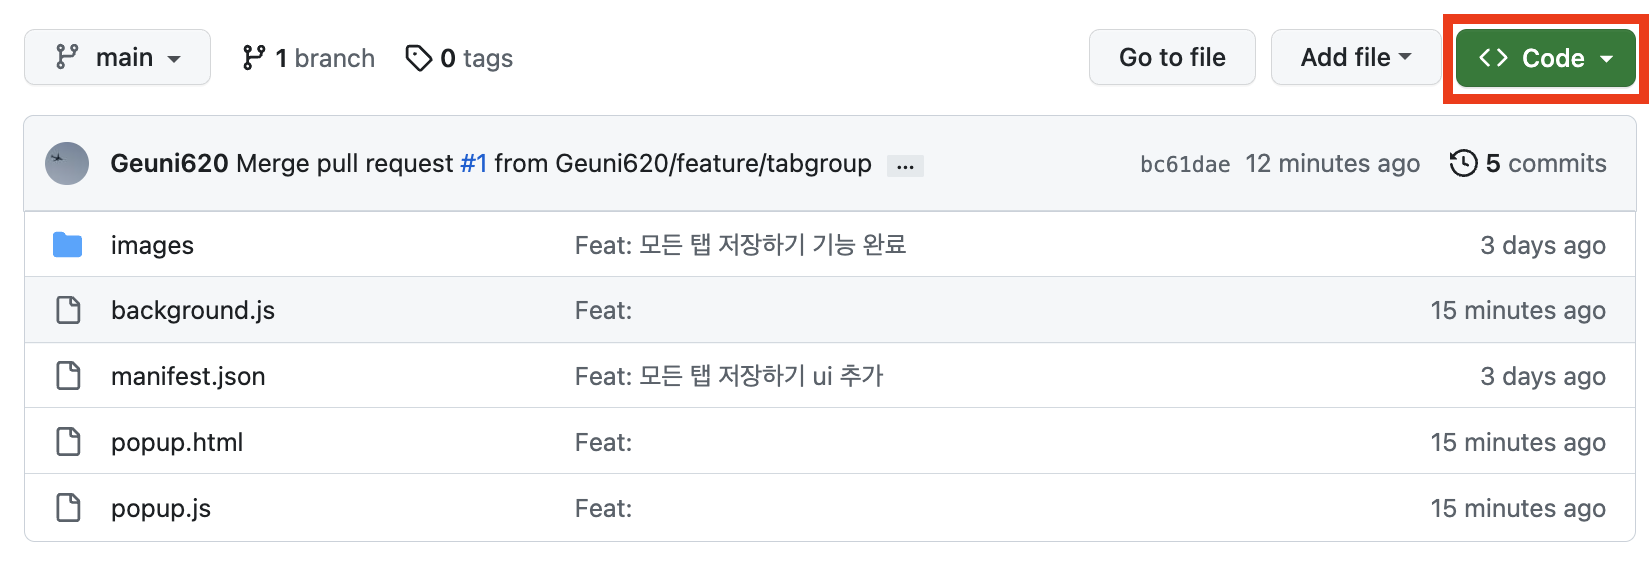 main 1 branch 0 tags Go to file Add file <> Code
Geuni620 Merge pull request #1 from Geuni620/feature/tabgroup ... bc61dae 12 minutes ago 5 commits
images Feat: 모든 탭 저장하기 기능 완료 3 days ago
background.js Feat: 15 minutes ago
manifest.json Feat: 모든 탭 저장하기 ui 추가 3 days ago
popup.html Feat: 15 minutes ago
popup.js Feat: 15 minutes ago